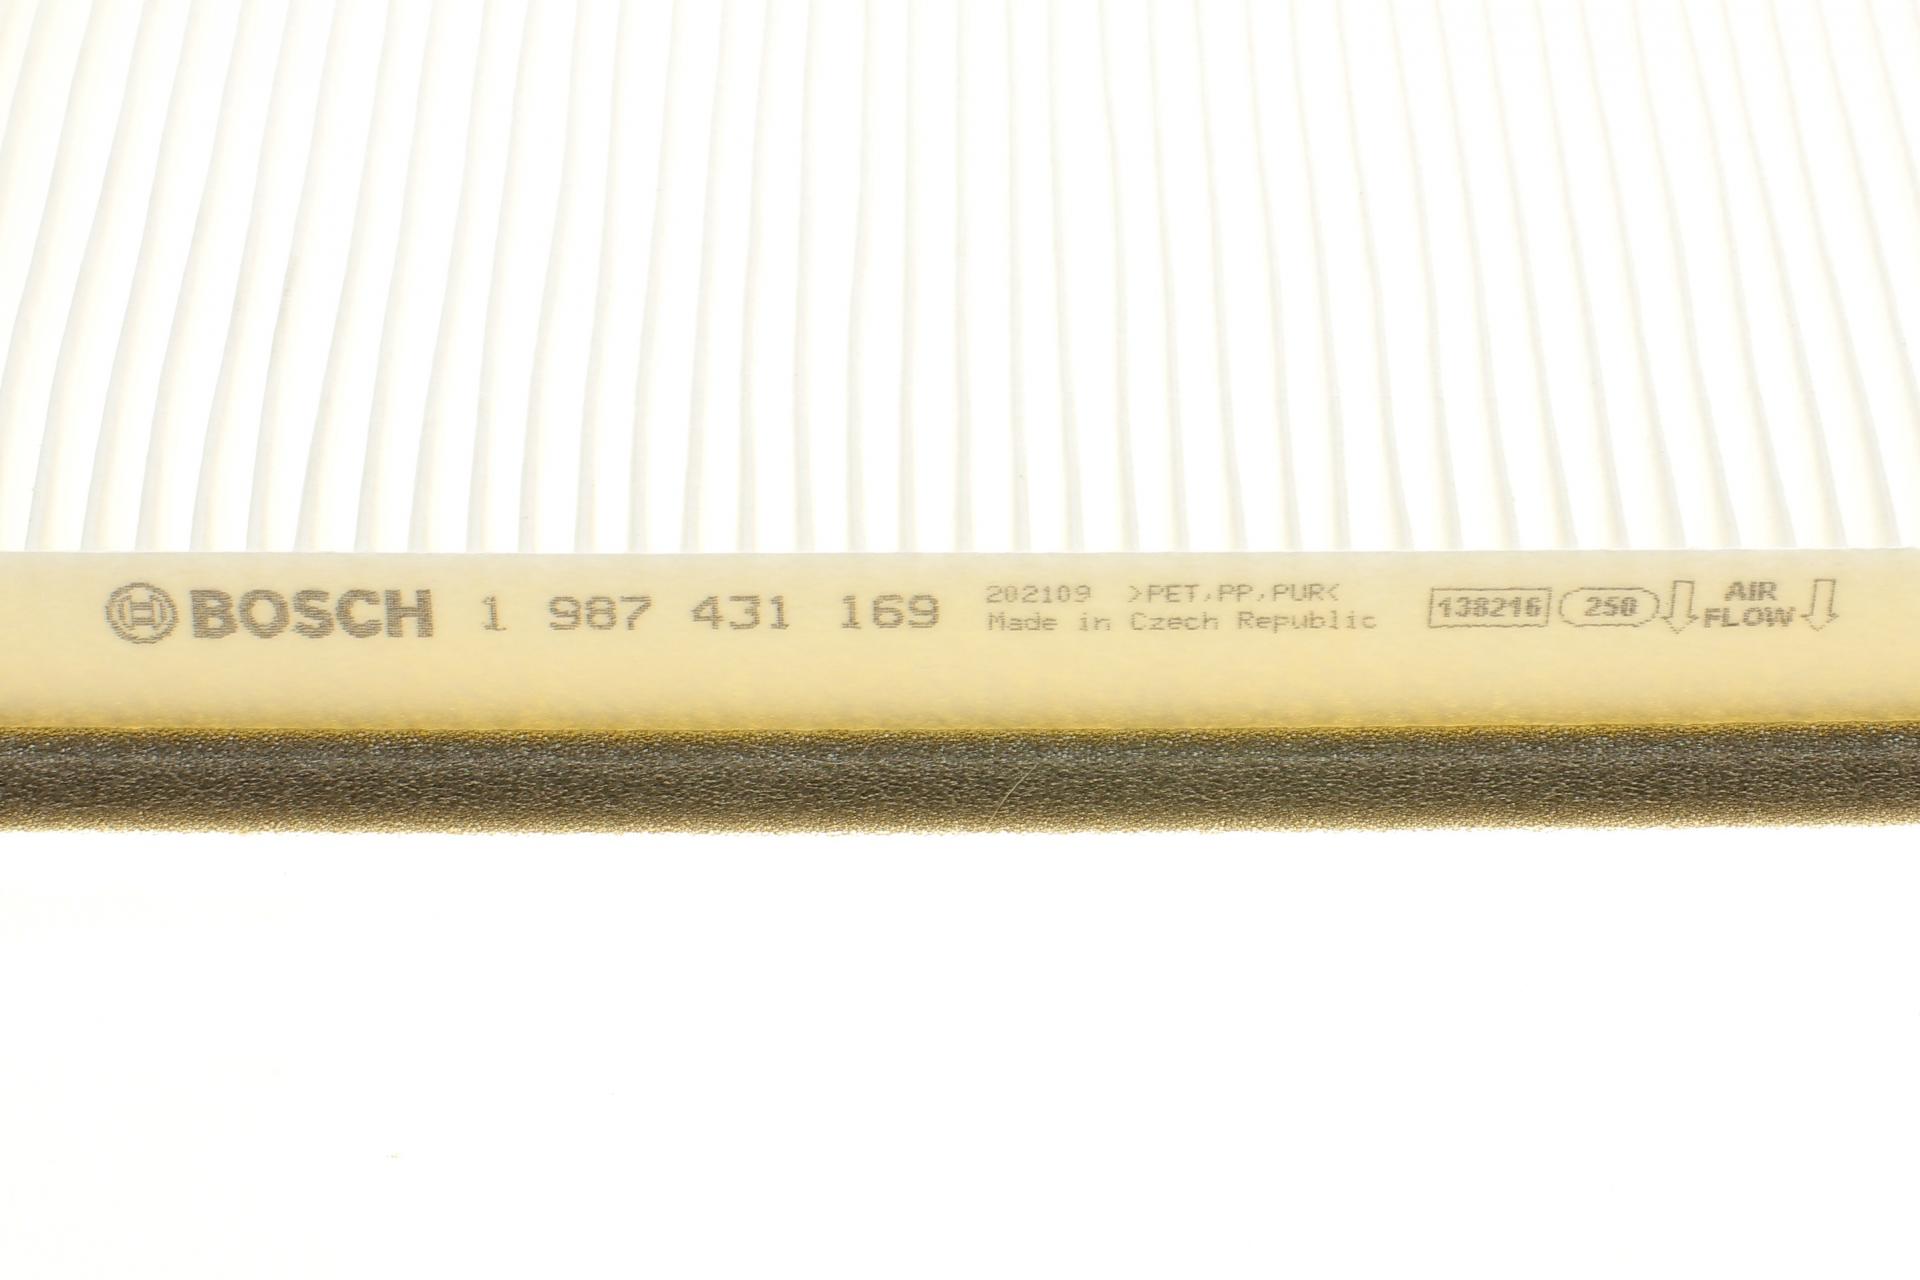 BOSCH 1 987 431 169
202109 >PET,PP,PUR<
Made in Czech Republic
138216 250
AIR
FLOW